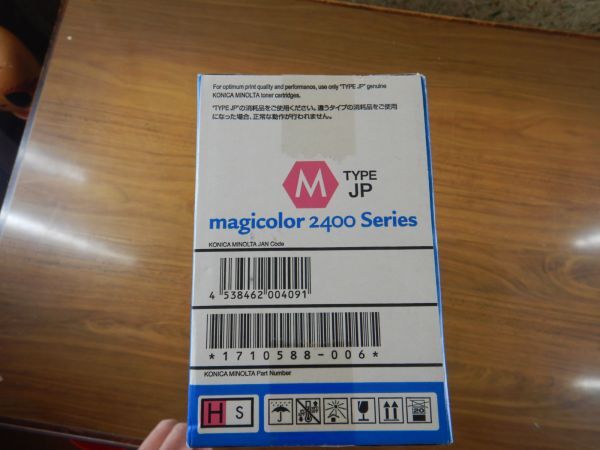 For optimum print quality and performance, use only "TYPE JP" genuine
KONICA MINOLTA toner cartridges.
"TYPE JP"の消耗品をご使用ください。違うタイプの消耗品をご使用
になった場合、正常な動作が行われません。
M TYPE
JP
magicolor 2400 Series
KONICA MINOLTA JAN Code
4 538462 004091
*1710588-006*
KONICA MINOLTA Part Number
H S
20